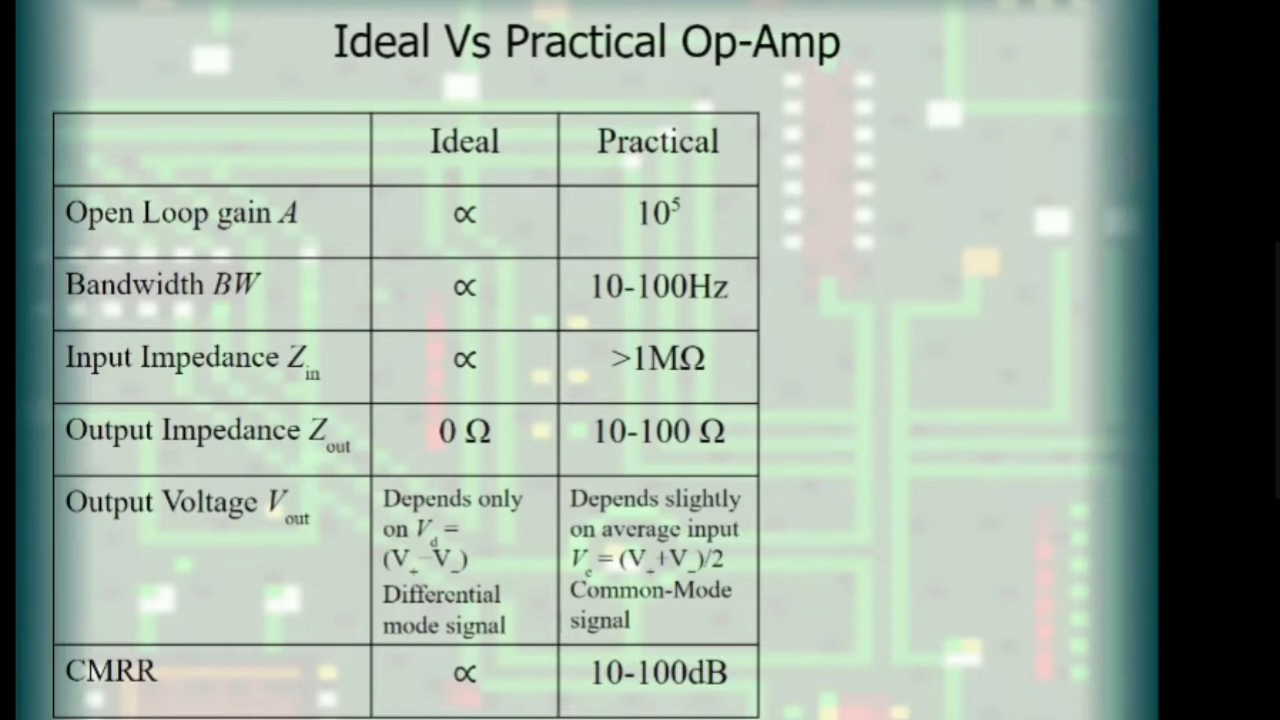 Ideal Vs Practical Op-Amp
Ideal Practical
Open Loop gain A ∝ 10⁵
Bandwidth BW ∝ 10-100Hz
Input Impedance Zin ∝ >1MΩ
Output Impedance Zout 0 Ω 10-100 Ω
Output Voltage Vout
Depends only
on Vd =
(V+−V−)
Differential
mode signal
Depends slightly
on average input
Vc = (V++V−)/2
Common-Mode
signal
CMRR ∝ 10-100dB